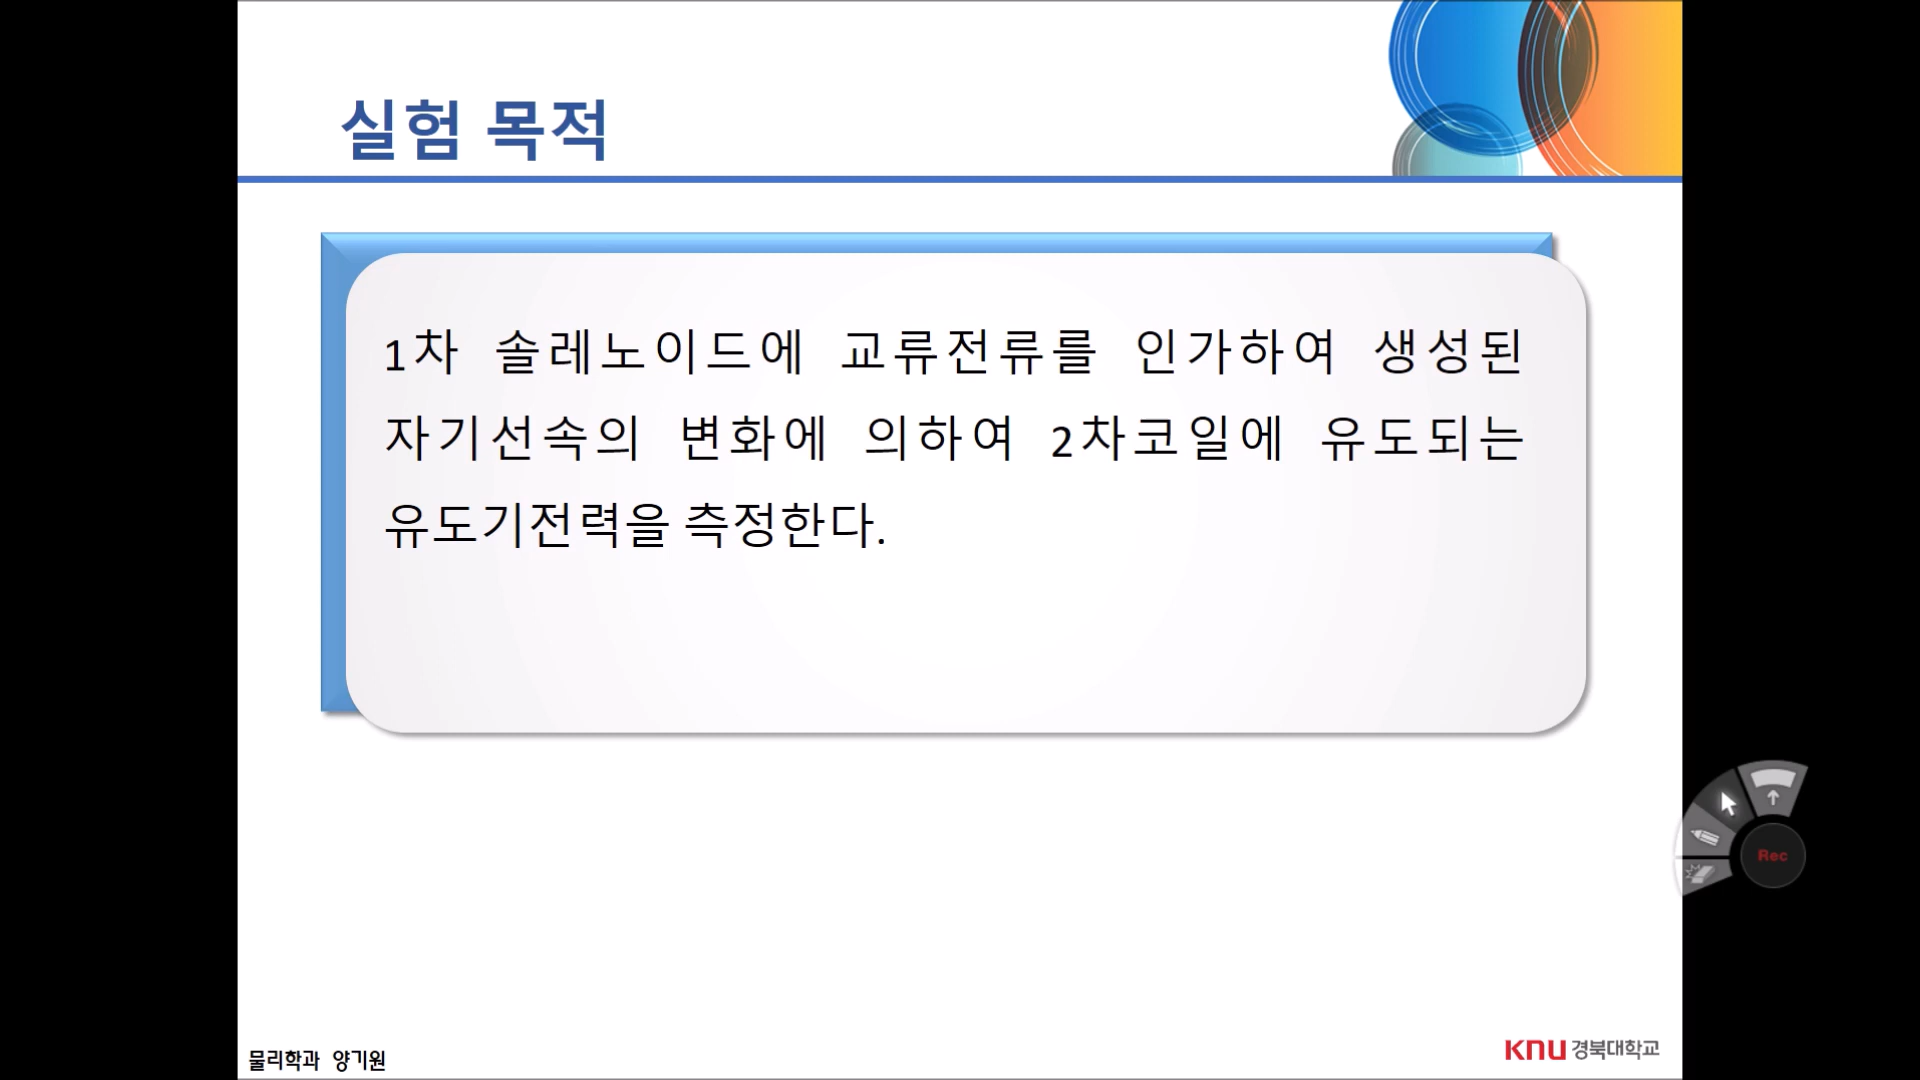 실험 목적
1차 솔레노이드에 교류전류를 인가하여 생성된
자기선속의 변화에 의하여 2차코일에 유도되는
유도기전력을 측정한다.
Rec
물리학과 양기원
KNU 경북대학교